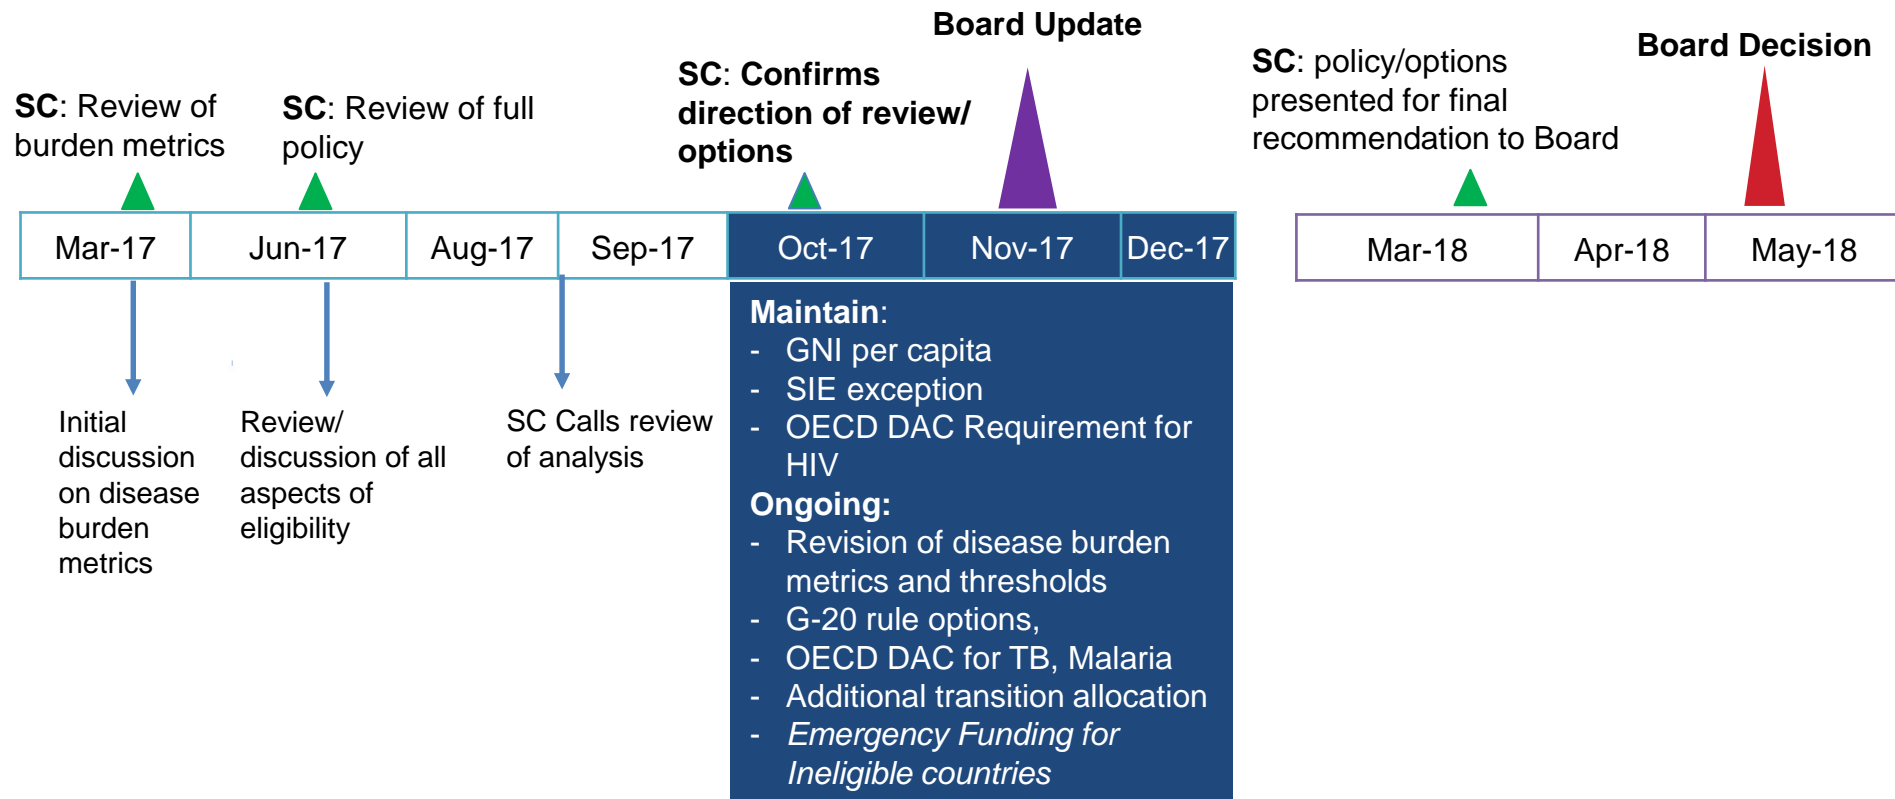 Board Update
Board Decision
SC: Review of
burden metrics
SC: Review of full
policy
SC: Confirms
direction of review/
options
SC: policy/options
presented for final
recommendation to Board
Mar-17
Jun-17
Aug-17
Sep-17
Oct-17
Nov-17
Dec-17
Mar-18
Apr-18
May-18
Initial
discussion
on disease
burden
metrics
Review/
discussion of all
aspects of
eligibility
SC Calls review
of analysis
Maintain:
- GNI per capita
- SIE exception
- OECD DAC Requirement for
HIV
Ongoing:
- Revision of disease burden
metrics and thresholds
- G-20 rule options,
- OECD DAC for TB, Malaria
- Additional transition allocation
- Emergency Funding for
Ineligible countries